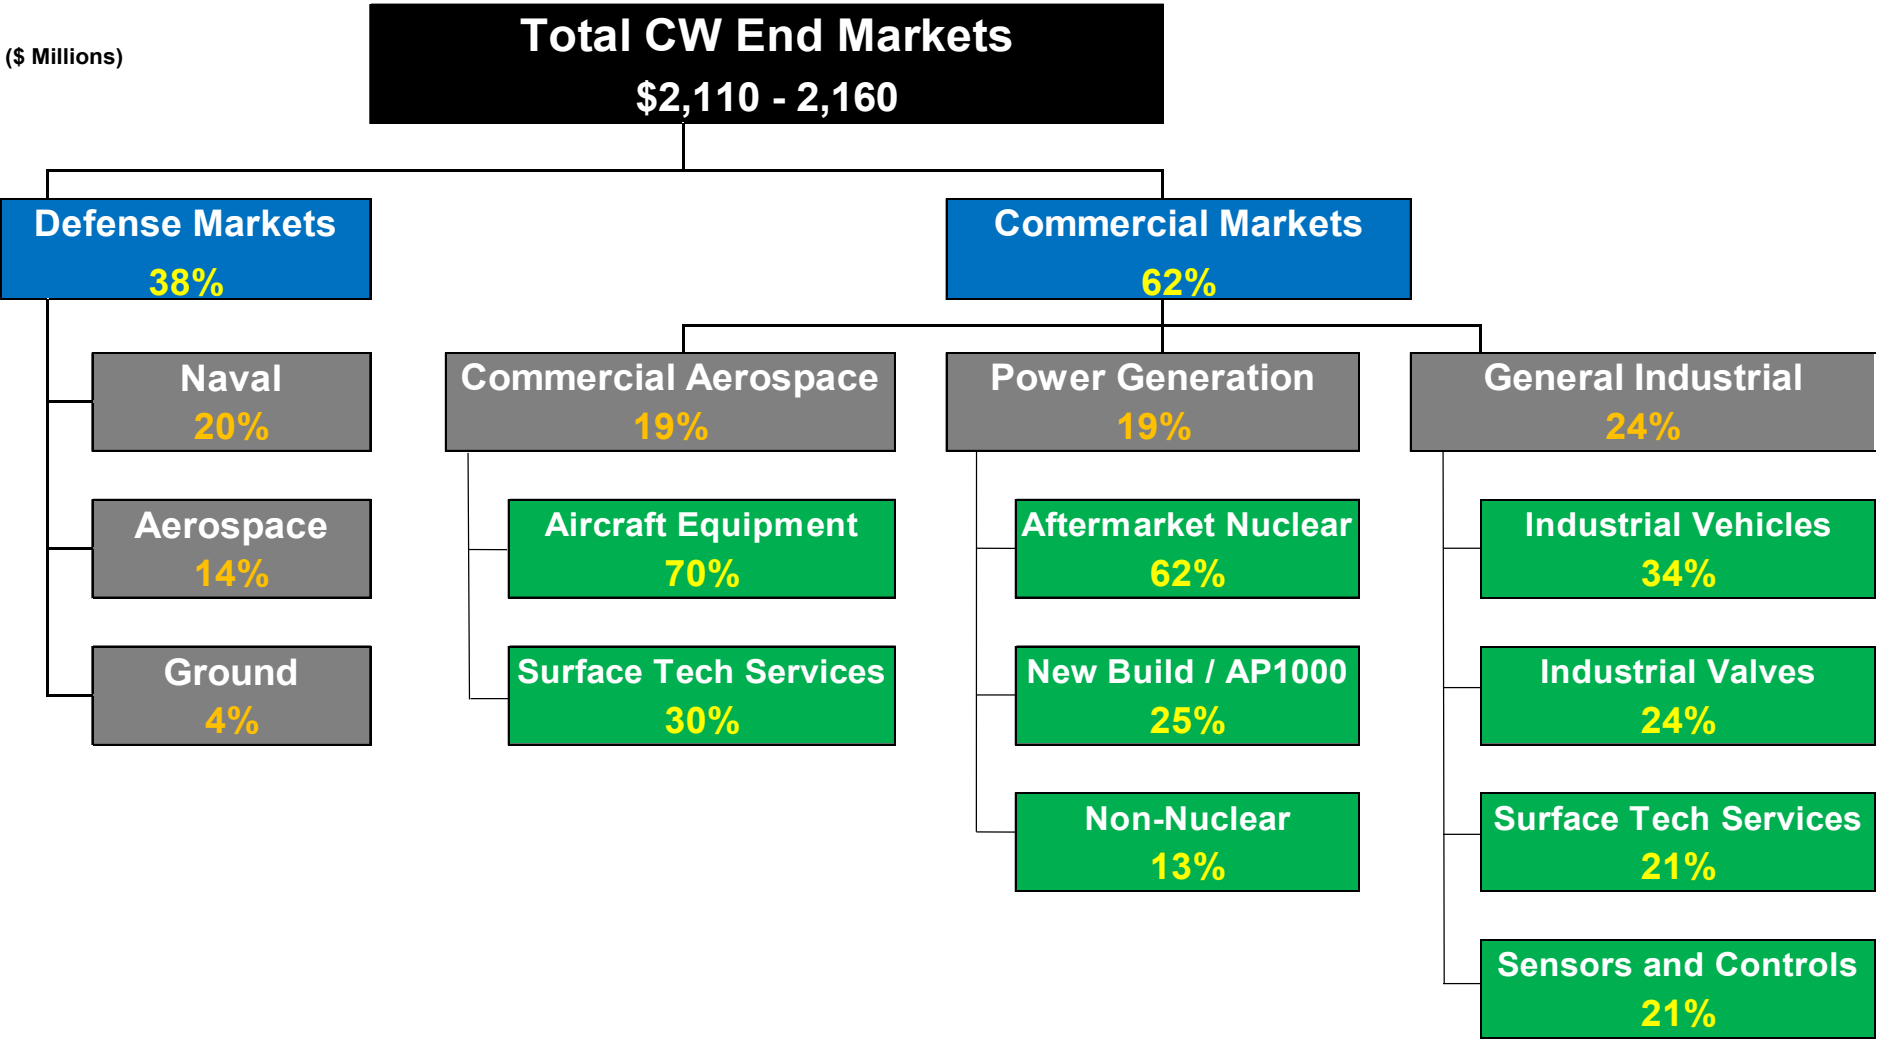 ($ Millions)
Total CW End Markets
$2,110 - 2,160
Defense Markets
38%
Commercial Markets
62%
Naval
20%
Aerospace
14%
Ground
4%
Commercial Aerospace
19%
Aircraft Equipment
70%
Surface Tech Services
30%
Power Generation
19%
Aftermarket Nuclear
62%
New Build / AP1000
25%
Non-Nuclear
13%
General Industrial
24%
Industrial Vehicles
34%
Industrial Valves
24%
Surface Tech Services
21%
Sensors and Controls
21%